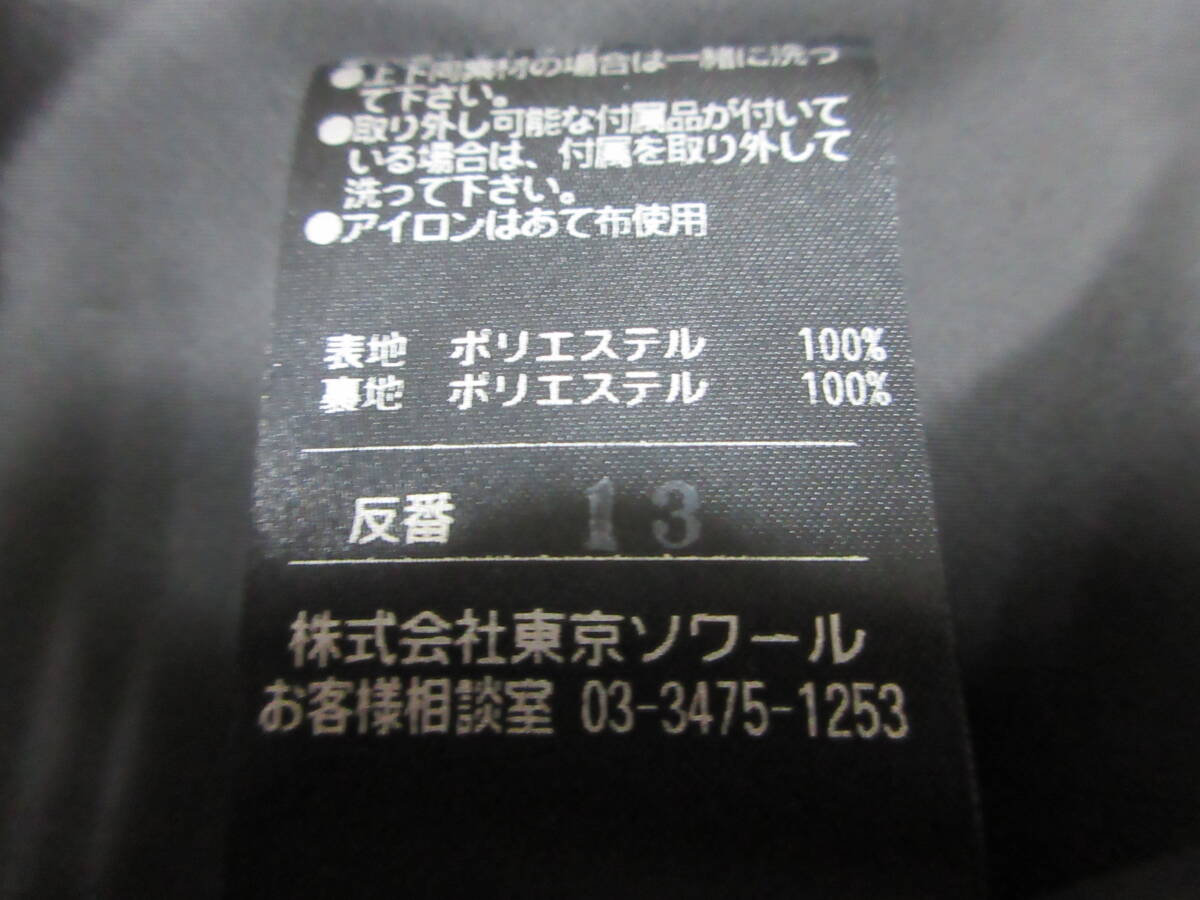 ●上下同素材の場合は一緒に洗っ
て下さい。
●取り外し可能な付属品が付いて
いる場合は、付属を取り外して
洗って下さい。
●アイロンはあて布使用
表地 ポリエステル 100%
裏地 ポリエステル 100%
反番 13
株式会社東京ソワール
お客様相談室 03-3475-1253